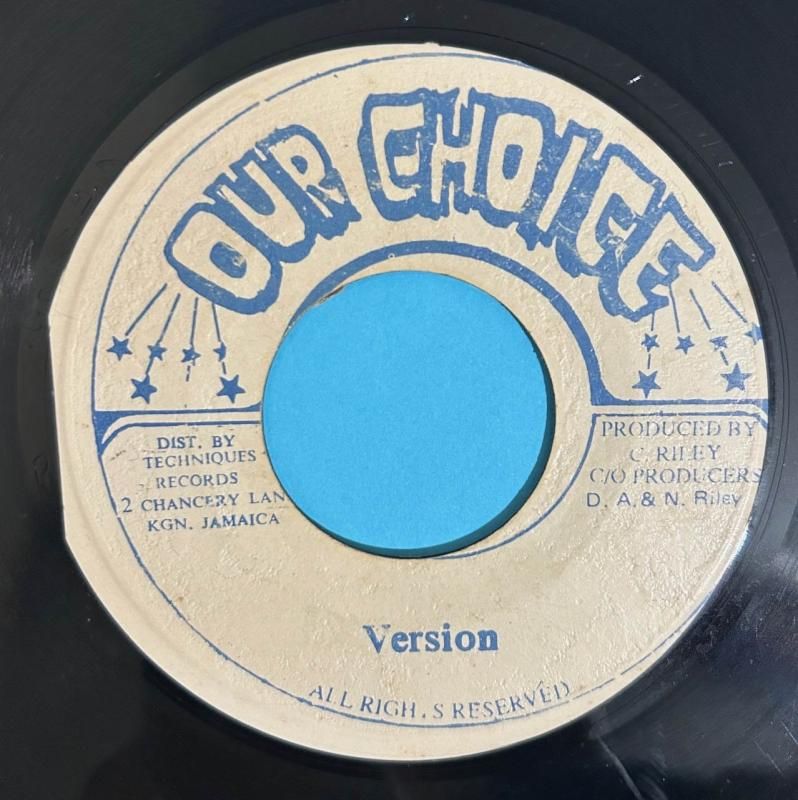 OUR CHOICE
DIST. BY
TECHNIQUES
RECORDS
2 CHANCERY LAN
KGN. JAMAICA
PRODUCED BY
C. RILEY
C/O PRODUCERS
D. A. & N. Riley
Version
ALL RIGH.S RESERVED